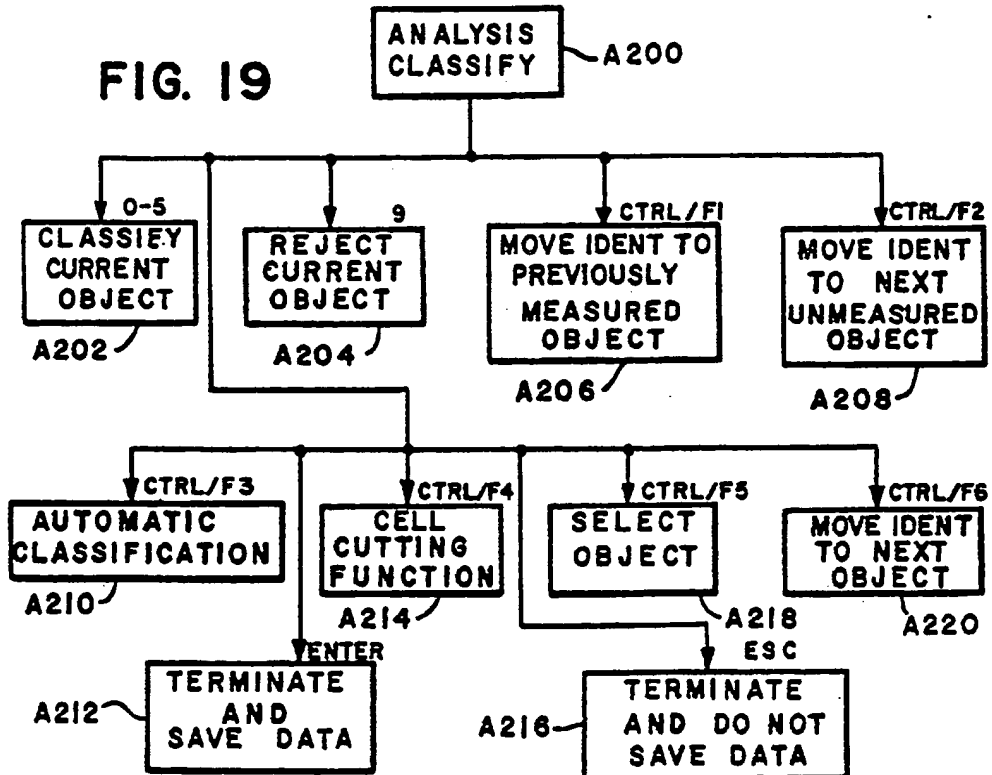 FIG. 19
ANALYSIS
CLASSIFY
A200
0-5
CLASSIFY
CURRENT
OBJECT
A202
9
REJECT
CURRENT
OBJECT
A204
CTRL/F1
MOVE IDENT TO
PREVIOUSLY
MEASURED
OBJECT
A206
CTRL/F2
MOVE IDENT
TO NEXT
UNMEASURED
OBJECT
A208
CTRL/F3
AUTOMATIC
CLASSIFICATION
A210
CTRL/F4
CELL
CUTTING
FUNCTION
A214
CTRL/F5
SELECT
OBJECT
A218
CTRL/F6
MOVE IDENT
TO NEXT
OBJECT
A220
ENTER
TERMINATE
AND
SAVE DATA
A212
ESC
TERMINATE
AND DO NOT
SAVE DATA
A216